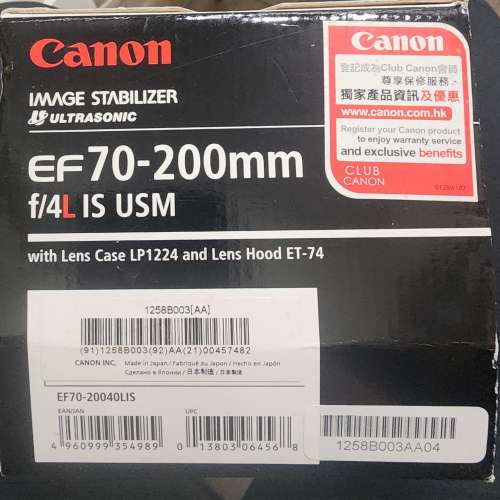 Canon
IMAGE STABILIZER
ULTRASONIC
EF70-200mm
f/4L IS USM
with Lens Case LP1224 and Lens Hood ET-74
Canon
登記成為Club Canon會員
尊享保修服務、
獨家產品資訊及優惠
www.canon.com.hk
Register your Canon product
to enjoy warranty service
and exclusive benefits
CLUB
CANON
1258B003[AA]
(91)1258B003(92)AA(21)00457482
CANON INC. Made in Japan / Fabriqué au Japon / Hecho en Japón
Сделано в Японии / 日本制造 / 日本製造
EF70-20040LIS
EANSAN
UPC
4 960999 354989
0 13803 06456 8
1258B003AA04